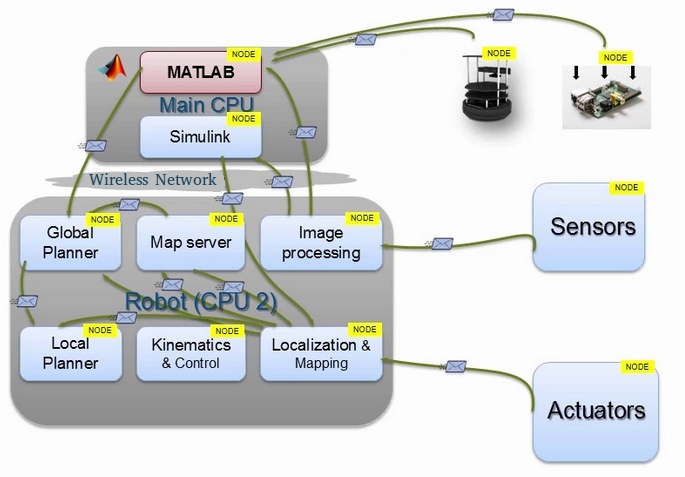 NODE
MATLAB
Main CPU
NODE
Simulink
NODE
NODE
Wireless Network
NODE
Global
Planner
NODE
Map server
NODE
Image
processing
NODE
Sensors
Robot (CPU 2)
NODE
Local
Planner
NODE
Kinematics
& Control
NODE
Localization &
Mapping
NODE
Actuators